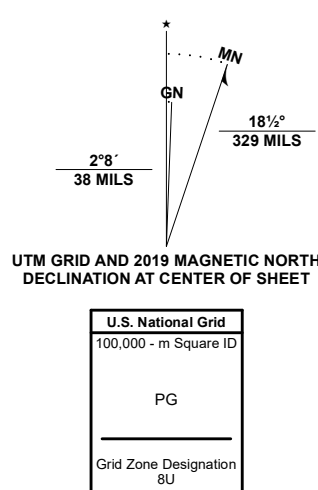 ★
MN
GN
18½°
329 MILS
2°8´
38 MILS
UTM GRID AND 2019 MAGNETIC NORTH
DECLINATION AT CENTER OF SHEET
U.S. National Grid
100,000 - m Square ID
PG
Grid Zone Designation
8U